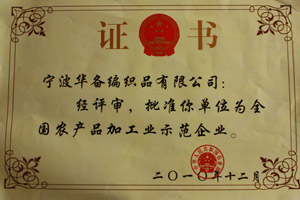 证书
宁波华备编织品有限公司：
经评审，批准你单位为全
国农产品加工业示范企业。
二〇一〇年十二月